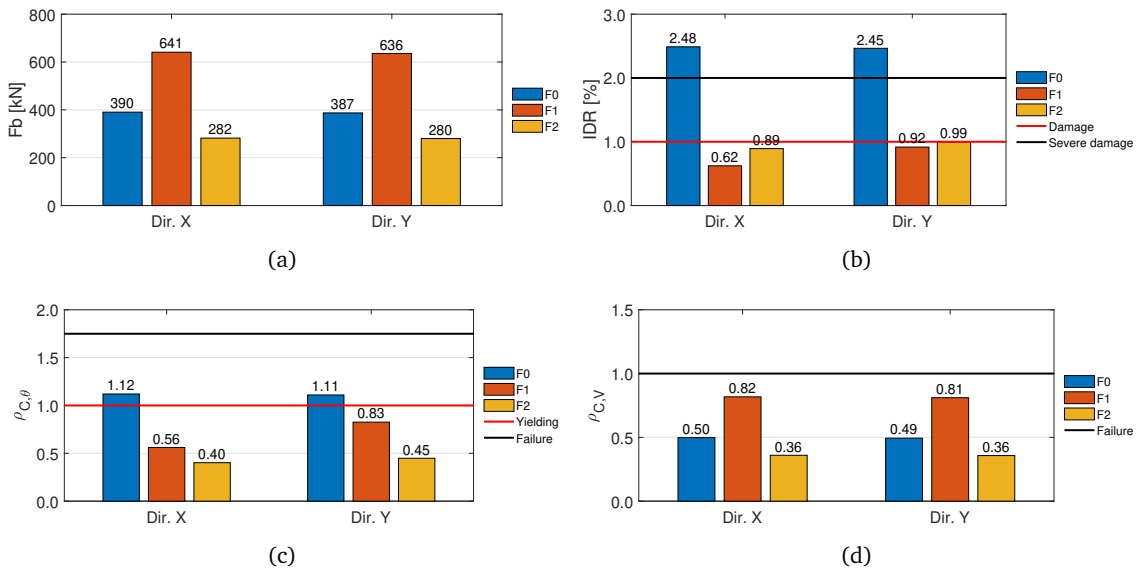 800
600
400
200
0
Fb [kN]
390
641
282
387
636
280
Dir. X
Dir. Y
F0
F1
F2
(a)
3.0
2.0
1.0
0.0
IDR [%]
2.48
0.62
0.89
2.45
0.92
0.99
Dir. X
Dir. Y
F0
F1
F2
Damage
Severe damage
(b)
2.0
1.5
1.0
0.5
0.0
ρC,θ
1.12
0.56
0.40
1.11
0.83
0.45
Dir. X
Dir. Y
F0
F1
F2
Yielding
Failure
(c)
1.5
1.0
0.5
0.0
ρC,V
0.50
0.82
0.36
0.49
0.81
0.36
Dir. X
Dir. Y
F0
F1
F2
Failure
(d)